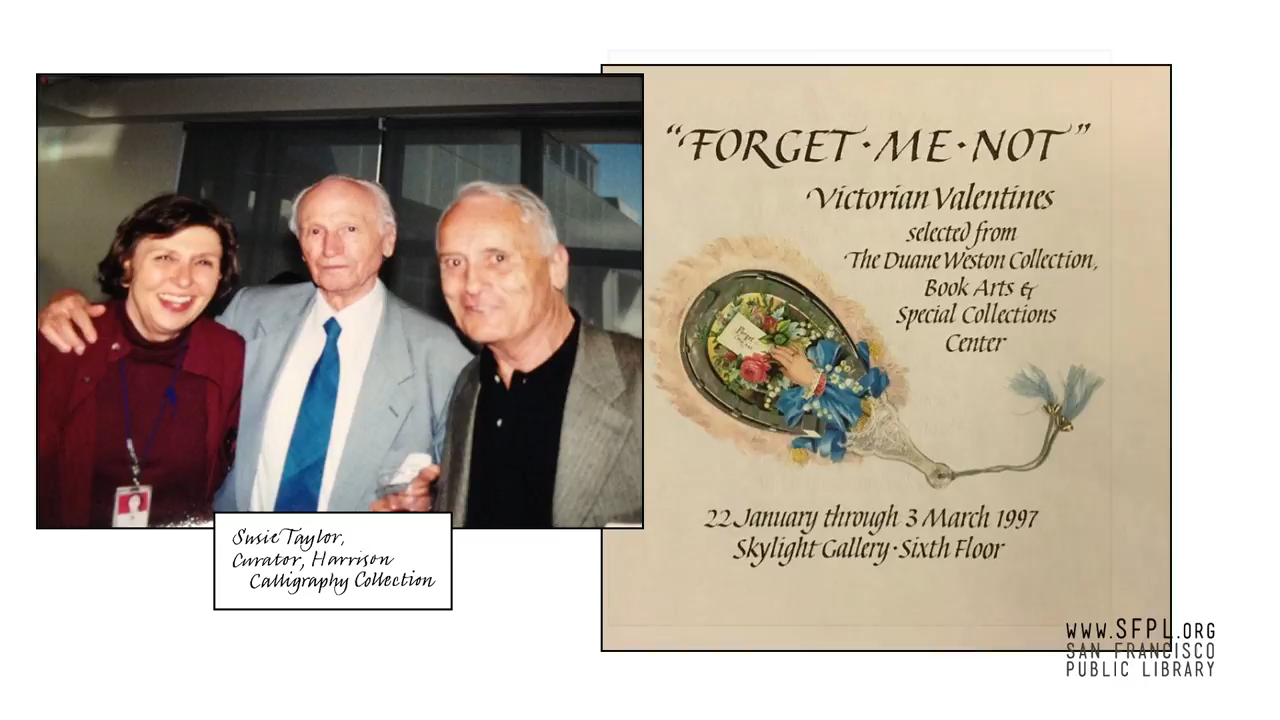 Susie Taylor,
Curator, Harrison
Calligraphy Collection
"FORGET·ME·NOT"
Victorian Valentines
selected from
The Duane Weston Collection,
Book Arts &
Special Collections
Center
Forget
22 January through 3 March 1997
Skylight Gallery·Sixth Floor
WWW.SFPL.ORG
SAN FRANCISCO
PUBLIC LIBRARY